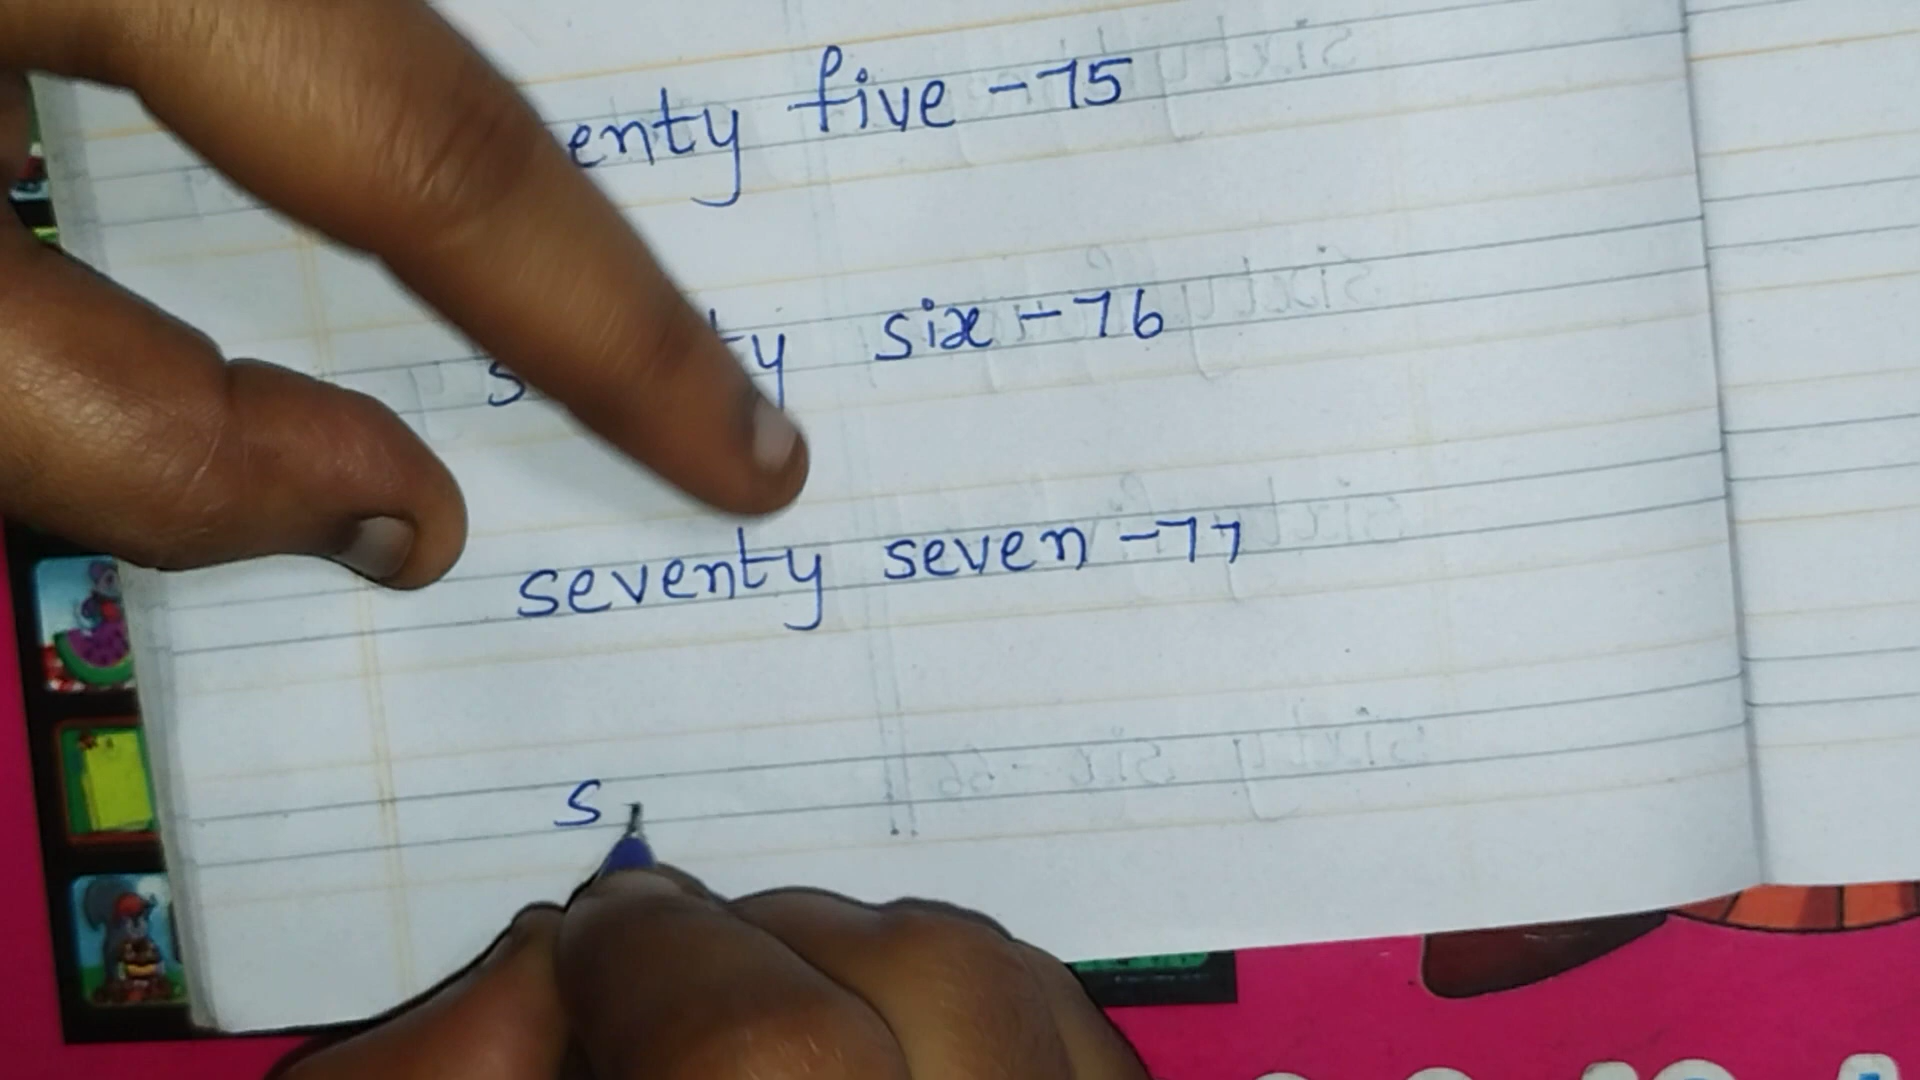 enty five - 75
s ty six - 76
seventy seven - 77
s